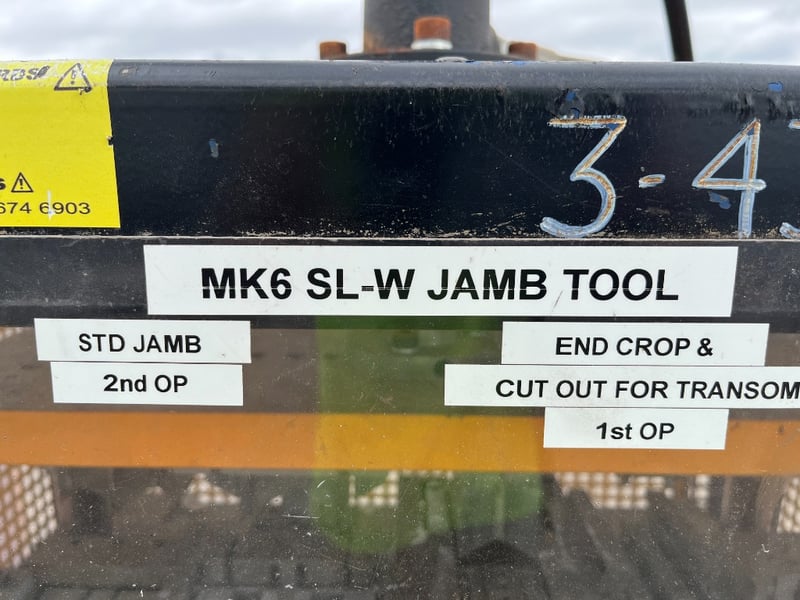 3-4
674 6903
MK6 SL-W JAMB TOOL
STD JAMB
2nd OP
END CROP &
CUT OUT FOR TRANSOM
1st OP